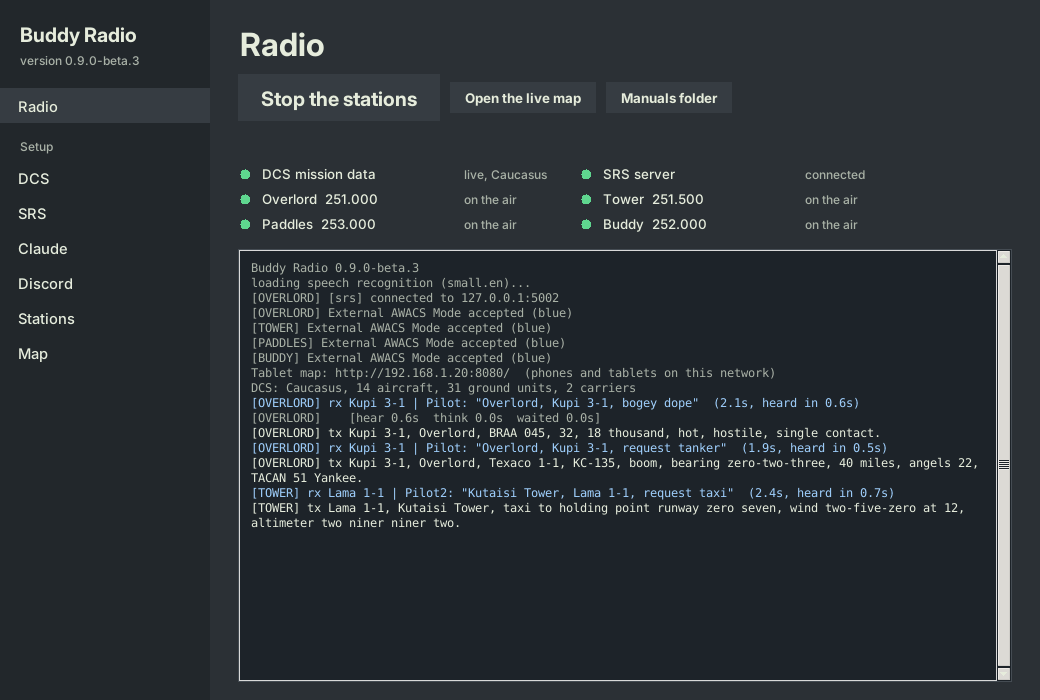 Buddy Radio
version 0.9.0-beta.3
Radio
Setup
DCS
SRS
Claude
Discord
Stations
Map
Radio
Stop the stations
Open the live map
Manuals folder
DCS mission data live, Caucasus SRS server connected
Overlord 251.000 on the air Tower 251.500 on the air
Paddles 253.000 on the air Buddy 252.000 on the air
Buddy Radio 0.9.0-beta.3
loading speech recognition (small.en)...
[OVERLORD] [srs] connected to 127.0.0.1:5002
[OVERLORD] External AWACS Mode accepted (blue)
[TOWER] External AWACS Mode accepted (blue)
[PADDLES] External AWACS Mode accepted (blue)
[BUDDY] External AWACS Mode accepted (blue)
Tablet map: http://192.168.1.20:8080/  (phones and tablets on this network)
DCS: Caucasus, 14 aircraft, 31 ground units, 2 carriers
[OVERLORD] rx Kupi 3-1 | Pilot: "Overlord, Kupi 3-1, bogey dope"  (2.1s, heard in 0.6s)
[OVERLORD]    [hear 0.6s  think 0.0s  waited 0.0s]
[OVERLORD] tx Kupi 3-1, Overlord, BRAA 045, 32, 18 thousand, hot, hostile, single contact.
[OVERLORD] rx Kupi 3-1 | Pilot: "Overlord, Kupi 3-1, request tanker"  (1.9s, heard in 0.5s)
[OVERLORD] tx Kupi 3-1, Overlord, Texaco 1-1, KC-135, boom, bearing zero-two-three, 40 miles, angels 22,
TACAN 51 Yankee.
[TOWER] rx Lama 1-1 | Pilot2: "Kutaisi Tower, Lama 1-1, request taxi"  (2.4s, heard in 0.7s)
[TOWER] tx Lama 1-1, Kutaisi Tower, taxi to holding point runway zero seven, wind two-five-zero at 12,
altimeter two niner niner two.